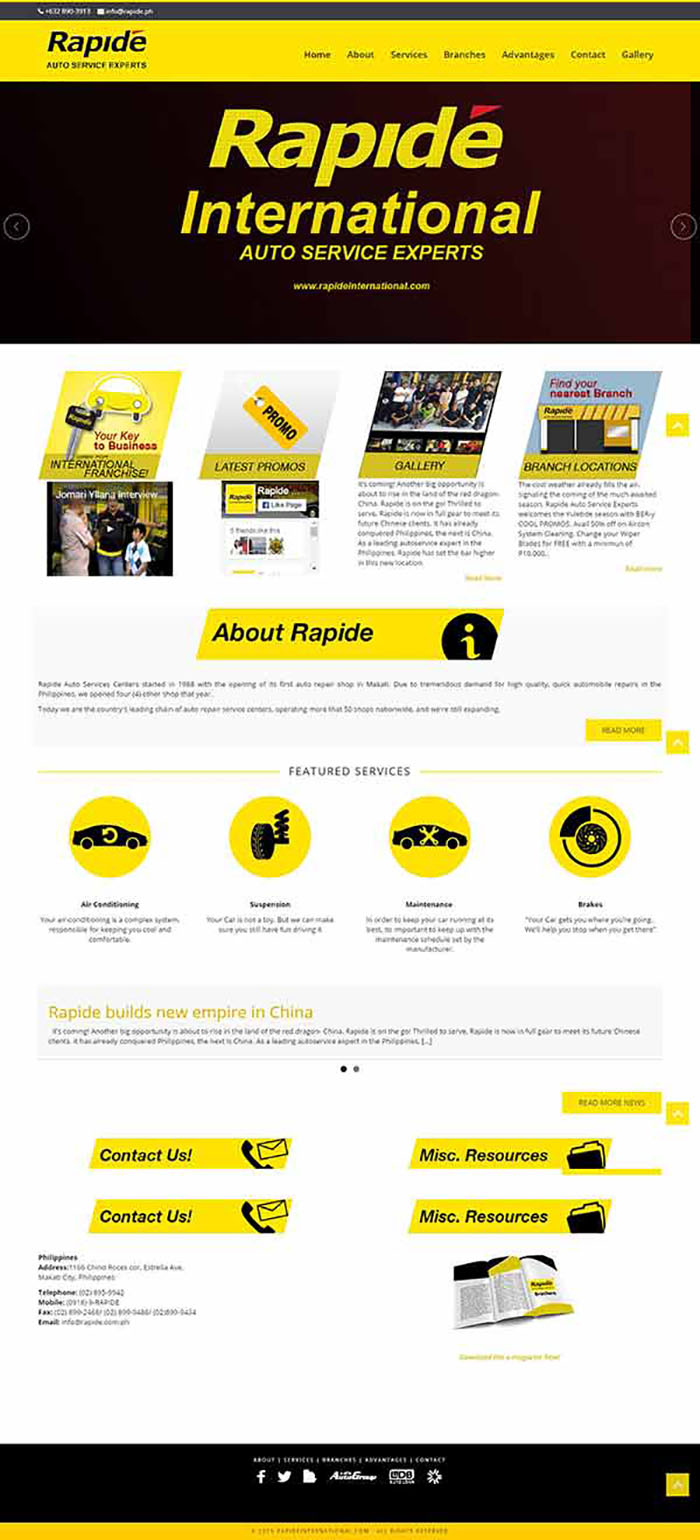 +632 890-3913 info@rapide.ph
Rapidé
AUTO SERVICE EXPERTS
Home About Services Branches Advantages Contact Gallery
Rapidé
International
AUTO SERVICE EXPERTS
www.rapideinternational.com
Your Key
to Business
INTERNATIONAL
FRANCHISE!
PROMO
LATEST PROMOS
GALLERY
Find your
nearest Branch
Rapidé
BRANCH LOCATIONS
Jomari Yllana Interview...
Rapide ...
Like Page
5 friends like this
It's coming! Another big opportunity is
about to rise in the land of the red dragon-
China. Rapide is on the go! Thrilled to
serve, Rapide is now in full gear to meet its
future Chinese clients. It has already
conquered Philippines, the next is China.
As a leading autoservice expert in the
Philippines, Rapide has set the bar higher
in this new location.
Read More
The cool weather already fills the air,
signaling the coming of the much awaited
season. Rapide Auto Service Experts
welcomes the Yuletide season with BEAR-y
COOL PROMOS. Avail 50% off on Aircon
System Cleaning. Change your Wiper
Blades for FREE with a minimum of
P10,000...
Read more
About Rapide
Rapide Auto Services Centers started in 1988 with the opening of its first auto repair shop in Makati. Due to tremendous demand for high quality, quick automobile repairs in the
Philippines, we opened four (4) other shop that year.
Today we are the country's leading chain of auto repair service centers, operating more that 50 shops nationwide, and we're still expanding.
READ MORE
FEATURED SERVICES
Air Conditioning
Your air conditioning is a complex system,
responsible for keeping you cool and
comfortable.
Suspension
Your Car is not a toy. But we can make
sure you still have fun driving it
Maintenance
In order to keep your car running at its
best, its important to keep up with the
maintenance schedule set by the
manufacturer.
Brakes
"Your Car gets you where you're going,
We'll help you stop when you get there"
Rapide builds new empire in China
It's coming! Another big opportunity is about to rise in the land of the red dragon- China. Rapide is on the go! Thrilled to serve, Rapide is now in full gear to meet its future Chinese
clients. It has already conquered Philippines, the next is China. As a leading autoservice expert in the Philippines, [...]
READ MORE NEWS
Contact Us!
Misc. Resources
Contact Us!
Misc. Resources
Philippines
Address:1166 Chino Roces cor, Estrella Ave,
Makati City, Philippines
Telephone: (02) 895-9942
Mobile: (0918)-9-RAPIDE
Fax: (02) 899-2468/ (02) 899-9486/ (02)899-9434
Email: info@rapide.com.ph
Rapidé
Brochure
Download the e-magazine Now!
ABOUT | SERVICES | BRANCHES | ADVANTAGES | CONTACT
AutoGroup
© 2015 RAPIDEINTERNATIONAL.COM - ALL RIGHTS RESERVED